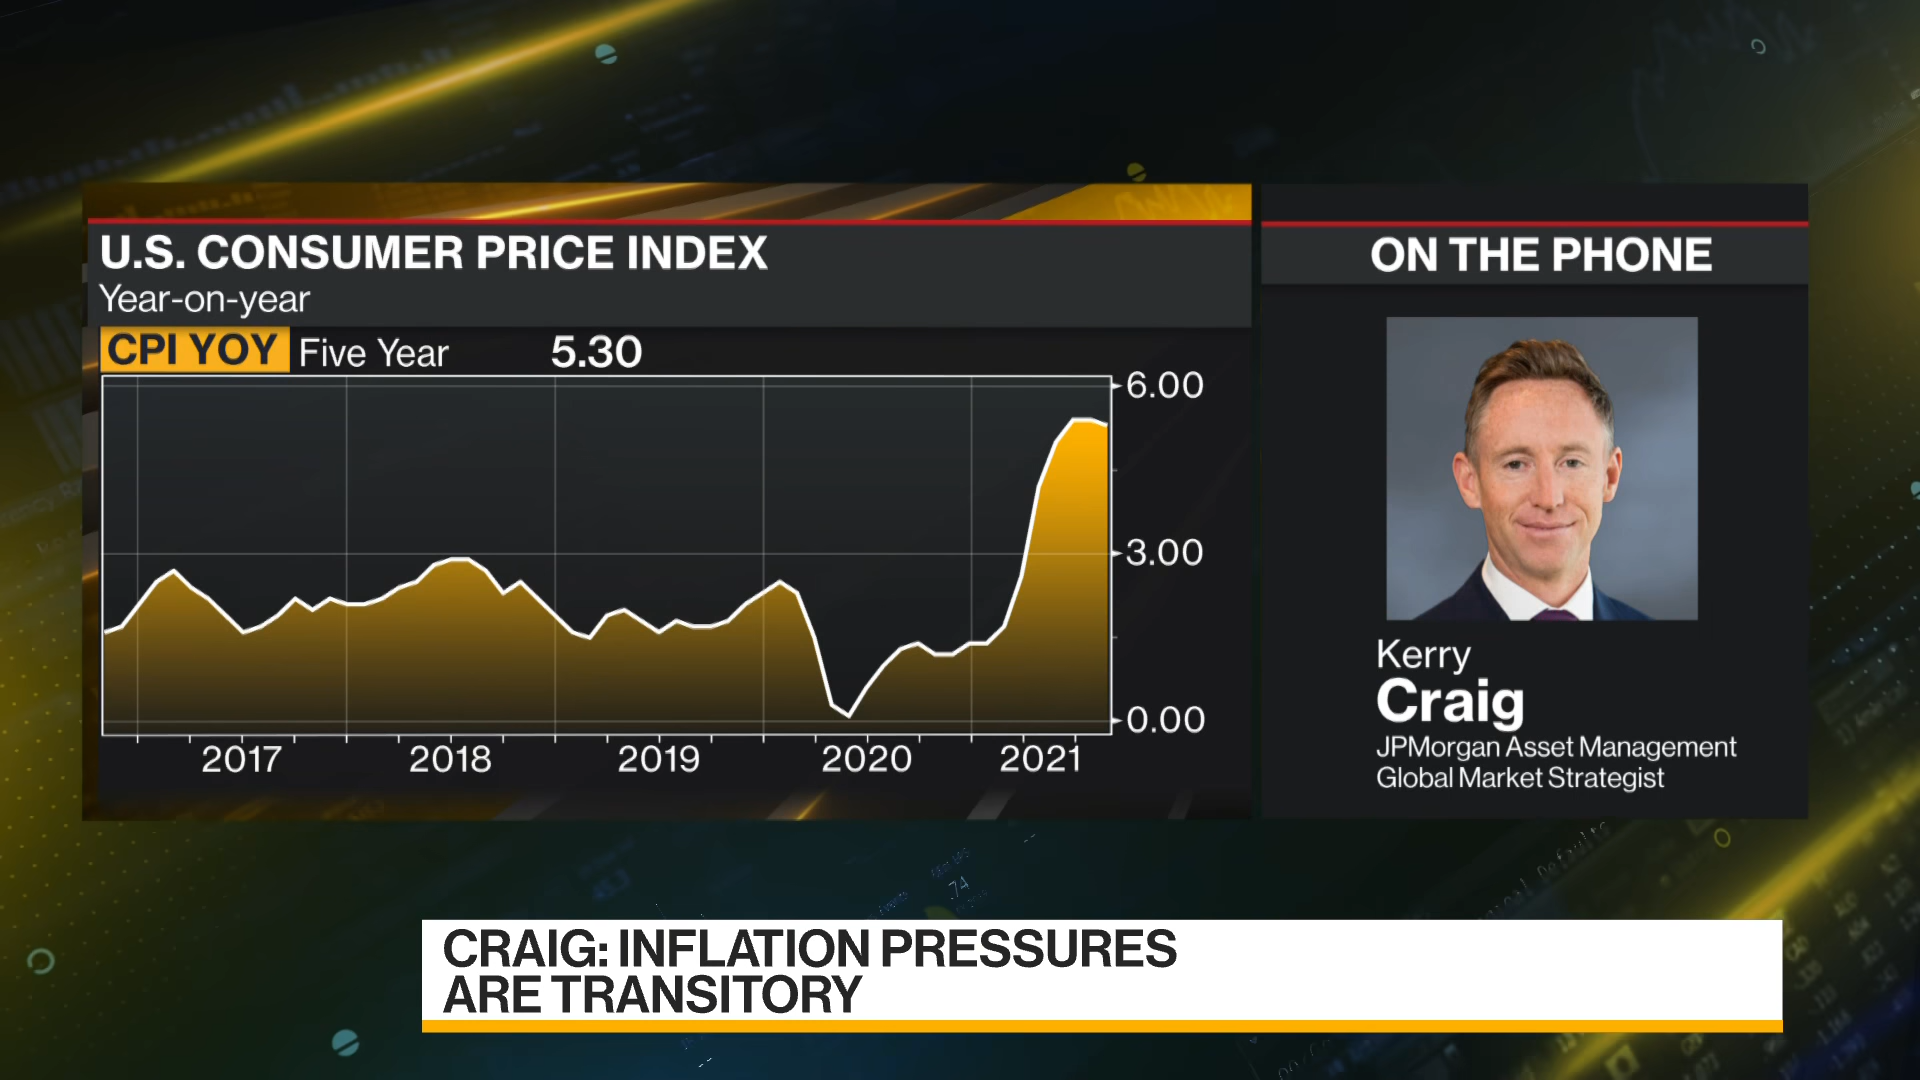 U.S. CONSUMER PRICE INDEX
Year-on-year
CPI YOY Five Year 5.30
6.00
3.00
0.00
2017 2018 2019 2020 2021
ON THE PHONE
Kerry
Craig
JPMorgan Asset Management
Global Market Strategist
74
CRAIG: INFLATION PRESSURES
ARE TRANSITORY